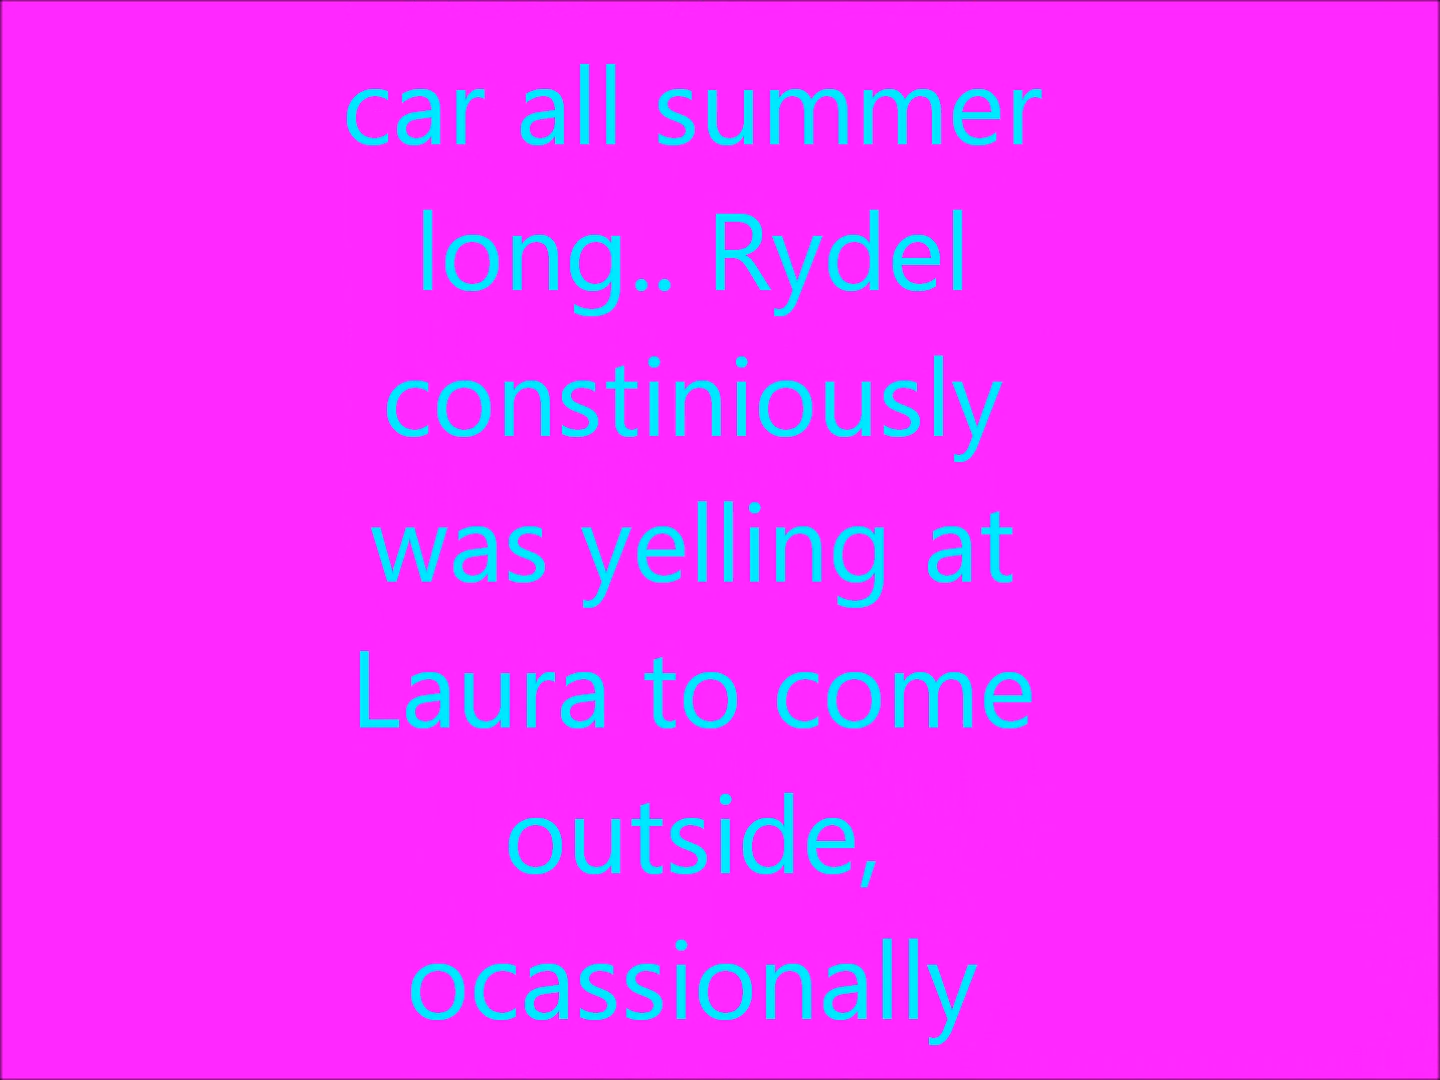 car all summer
long.. Rydel
constiniously
was yelling at
Laura to come
outside,
ocassionally